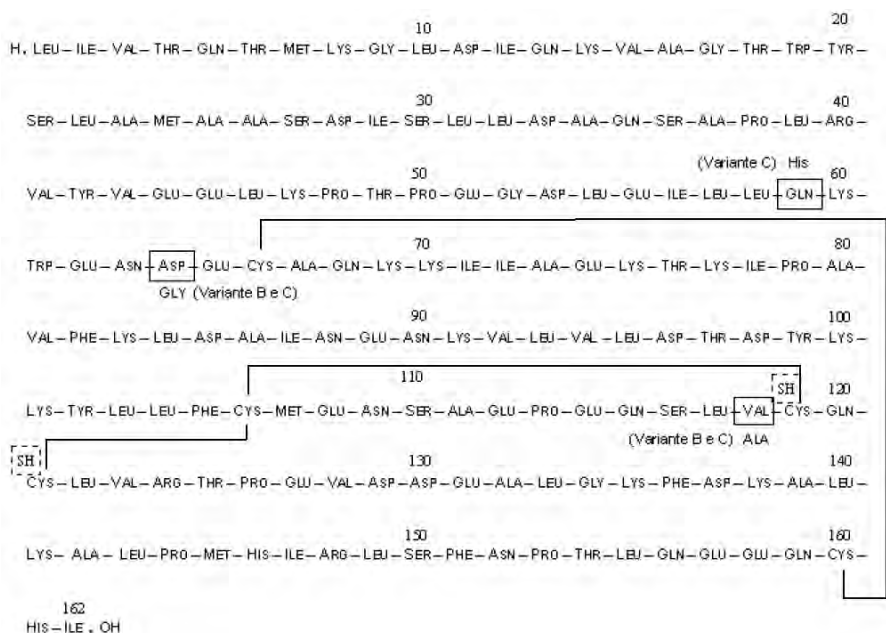 10 20
H. LEU–ILE–VAL–THR–GLN–THR–MET–LYS–GLY–LEU–ASP–ILE–GLN–LYS–VAL–ALA–GLY–THR–TRP–TYR–
30 40
SER–LEU–ALA–MET–ALA–ALA–SER–ASP–ILE–SER–LEU–LEU–ASP–ALA–GLN–SER–ALA–PRO–LEU–ARG–
(Variante C) His
50 60
VAL–TYR–VAL–GLU–GLU–LEU–LYS–PRO–THR–PRO–GLU–GLY–ASP–LEU–GLU–ILE–LEU–LEU–GLN–LYS–
70 80
TRP–GLU–ASN–ASP–GLU–CYS–ALA–GLN–LYS–LYS–ILE–ILE–ALA–GLU–LYS–THR–LYS–ILE–PRO–ALA–
GLY (Variante B e C)
90 100
VAL–PHE–LYS–LEU–ASP–ALA–ILE–ASN–GLU–ASN–LYS–VAL–LEU–VAL–LEU–ASP–THR–ASP–TYR–LYS–
110 SH 120
LYS–TYR–LEU–LEU–PHE–CYS–MET–GLU–ASN–SER–ALA–GLU–PRO–GLU–GLN–SER–LEU–VAL–CYS–GLN
(Variante B e C) ALA
SH 130 140
CYS–LEU–VAL–ARG–THR–PRO–GLU–VAL–ASP–ASP–GLU–ALA–LEU–GLY–LYS–PHE–ASP–LYS–ALA–LEU
150 160
LYS–ALA–LEU–PRO–MET–HIS–ILE–ARG–LEU–SER–PHE–ASN–PRO–THR–LEU–GLN–GLU–GLU–GLN–CYS–
162
HIS–ILE . OH